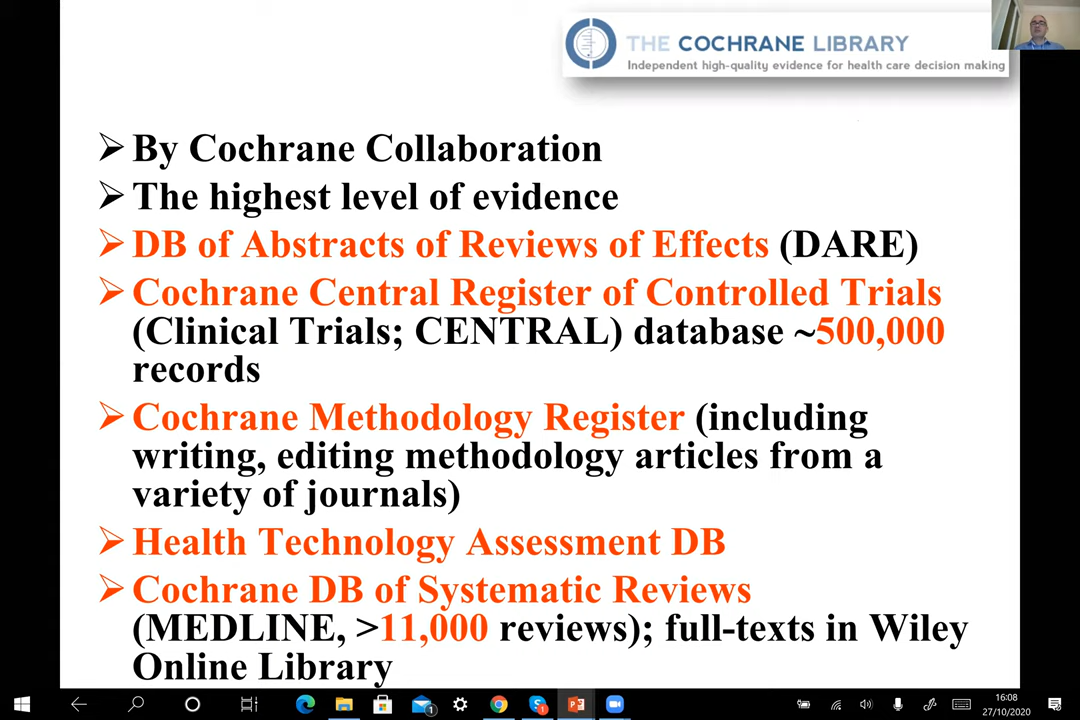 THE COCHRANE LIBRARY
Independent high-quality evidence for health care decision making
➢ By Cochrane Collaboration
➢ The highest level of evidence
➢ DB of Abstracts of Reviews of Effects (DARE)
➢ Cochrane Central Register of Controlled Trials
(Clinical Trials; CENTRAL) database ~500,000
records
➢ Cochrane Methodology Register (including
writing, editing methodology articles from a
variety of journals)
➢ Health Technology Assessment DB
➢ Cochrane DB of Systematic Reviews
(MEDLINE, >11,000 reviews); full-texts in Wiley
Online Library
16:08
27/10/2020